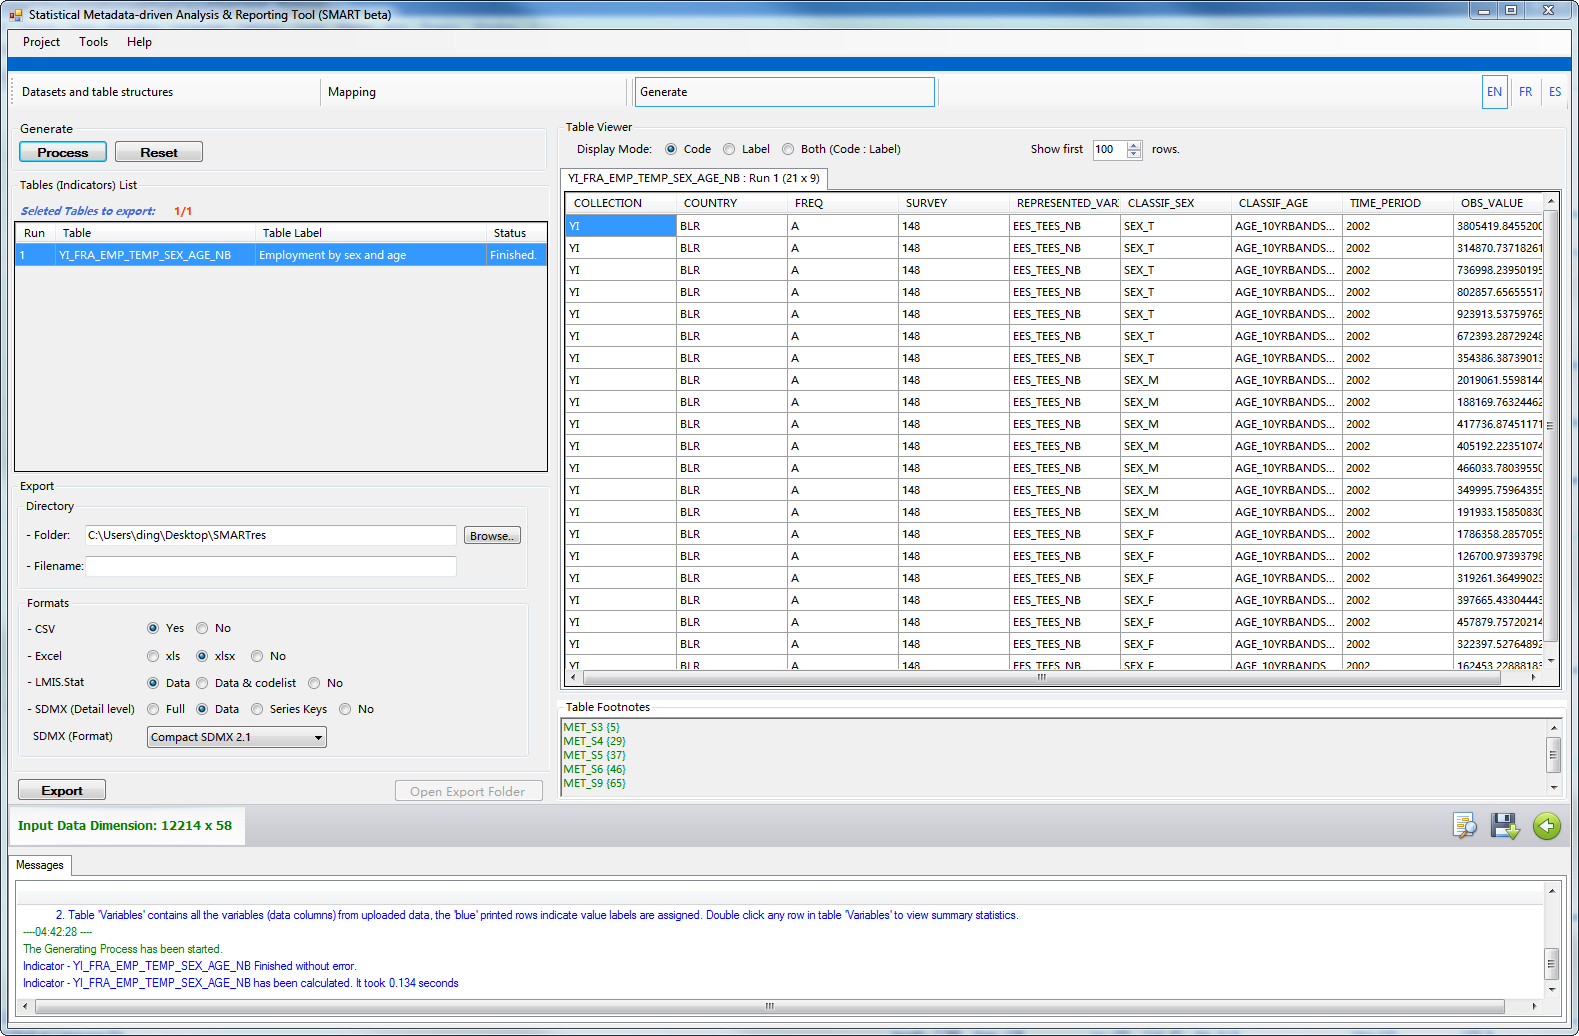 Statistical Metadata-driven Analysis & Reporting Tool (SMART beta)
Project Tools Help
Datasets and table structures Mapping Generate EN FR ES
Generate
Process Reset
Tables (Indicators) List
Seleted Tables to export: 1/1
Run Table Table Label Status
1 YI_FRA_EMP_TEMP_SEX_AGE_NB Employment by sex and age Finished.
Export
Directory
- Folder: C:\Users\ding\Desktop\SMARTres Browse..
- Filename:
Formats
- CSV Yes No
- Excel xls xlsx No
- LMIS.Stat Data Data & codelist No
- SDMX (Detail level) Full Data Series Keys No
SDMX (Format) Compact SDMX 2.1
Export Open Export Folder
Table Viewer
Display Mode: Code Label Both (Code : Label) Show first 100 rows.
YI_FRA_EMP_TEMP_SEX_AGE_NB : Run 1 (21 x 9)
COLLECTION COUNTRY FREQ SURVEY REPRESENTED_VAR CLASSIF_SEX CLASSIF_AGE TIME_PERIOD OBS_VALUE
YI BLR A 148 EES_TEES_NB SEX_T AGE_10YRBANDS... 2002 3805419.8455200
YI BLR A 148 EES_TEES_NB SEX_T AGE_10YRBANDS... 2002 314870.73718261
YI BLR A 148 EES_TEES_NB SEX_T AGE_10YRBANDS... 2002 736998.23950195
YI BLR A 148 EES_TEES_NB SEX_T AGE_10YRBANDS... 2002 802857.65655517
YI BLR A 148 EES_TEES_NB SEX_T AGE_10YRBANDS... 2002 923913.53759765
YI BLR A 148 EES_TEES_NB SEX_T AGE_10YRBANDS... 2002 672393.28729248
YI BLR A 148 EES_TEES_NB SEX_T AGE_10YRBANDS... 2002 354386.38739013
YI BLR A 148 EES_TEES_NB SEX_M AGE_10YRBANDS... 2002 2019061.5598144
YI BLR A 148 EES_TEES_NB SEX_M AGE_10YRBANDS... 2002 188169.76324462
YI BLR A 148 EES_TEES_NB SEX_M AGE_10YRBANDS... 2002 417736.87451171
YI BLR A 148 EES_TEES_NB SEX_M AGE_10YRBANDS... 2002 405192.22351074
YI BLR A 148 EES_TEES_NB SEX_M AGE_10YRBANDS... 2002 466033.78039550
YI BLR A 148 EES_TEES_NB SEX_M AGE_10YRBANDS... 2002 349995.75964355
YI BLR A 148 EES_TEES_NB SEX_M AGE_10YRBANDS... 2002 191933.15850830
YI BLR A 148 EES_TEES_NB SEX_F AGE_10YRBANDS... 2002 1786358.2857055
YI BLR A 148 EES_TEES_NB SEX_F AGE_10YRBANDS... 2002 126700.97393798
YI BLR A 148 EES_TEES_NB SEX_F AGE_10YRBANDS... 2002 319261.36499023
YI BLR A 148 EES_TEES_NB SEX_F AGE_10YRBANDS... 2002 397665.43304443
YI BLR A 148 EES_TEES_NB SEX_F AGE_10YRBANDS... 2002 457879.75720214
YI BLR A 148 EES_TEES_NB SEX_F AGE_10YRBANDS... 2002 322397.52764892
YI BLR A 148 EES_TEES_NB SEX_F AGE_10YRBANDS 2002 162453.22888183
Table Footnotes
MET_S3 {5}
MET_S4 {29}
MET_S5 {37}
MET_S6 {46}
MET_S9 {65}
Input Data Dimension: 12214 x 58
Messages
2. Table 'Variables' contains all the variables (data columns) from uploaded data, the 'blue' printed rows indicate value labels are assigned. Double click any row in table 'Variables' to view summary statistics.
----04:42:28 ----
The Generating Process has been started.
Indicator - YI_FRA_EMP_TEMP_SEX_AGE_NB Finished without error.
Indicator - YI_FRA_EMP_TEMP_SEX_AGE_NB has been calculated. It took 0.134 seconds